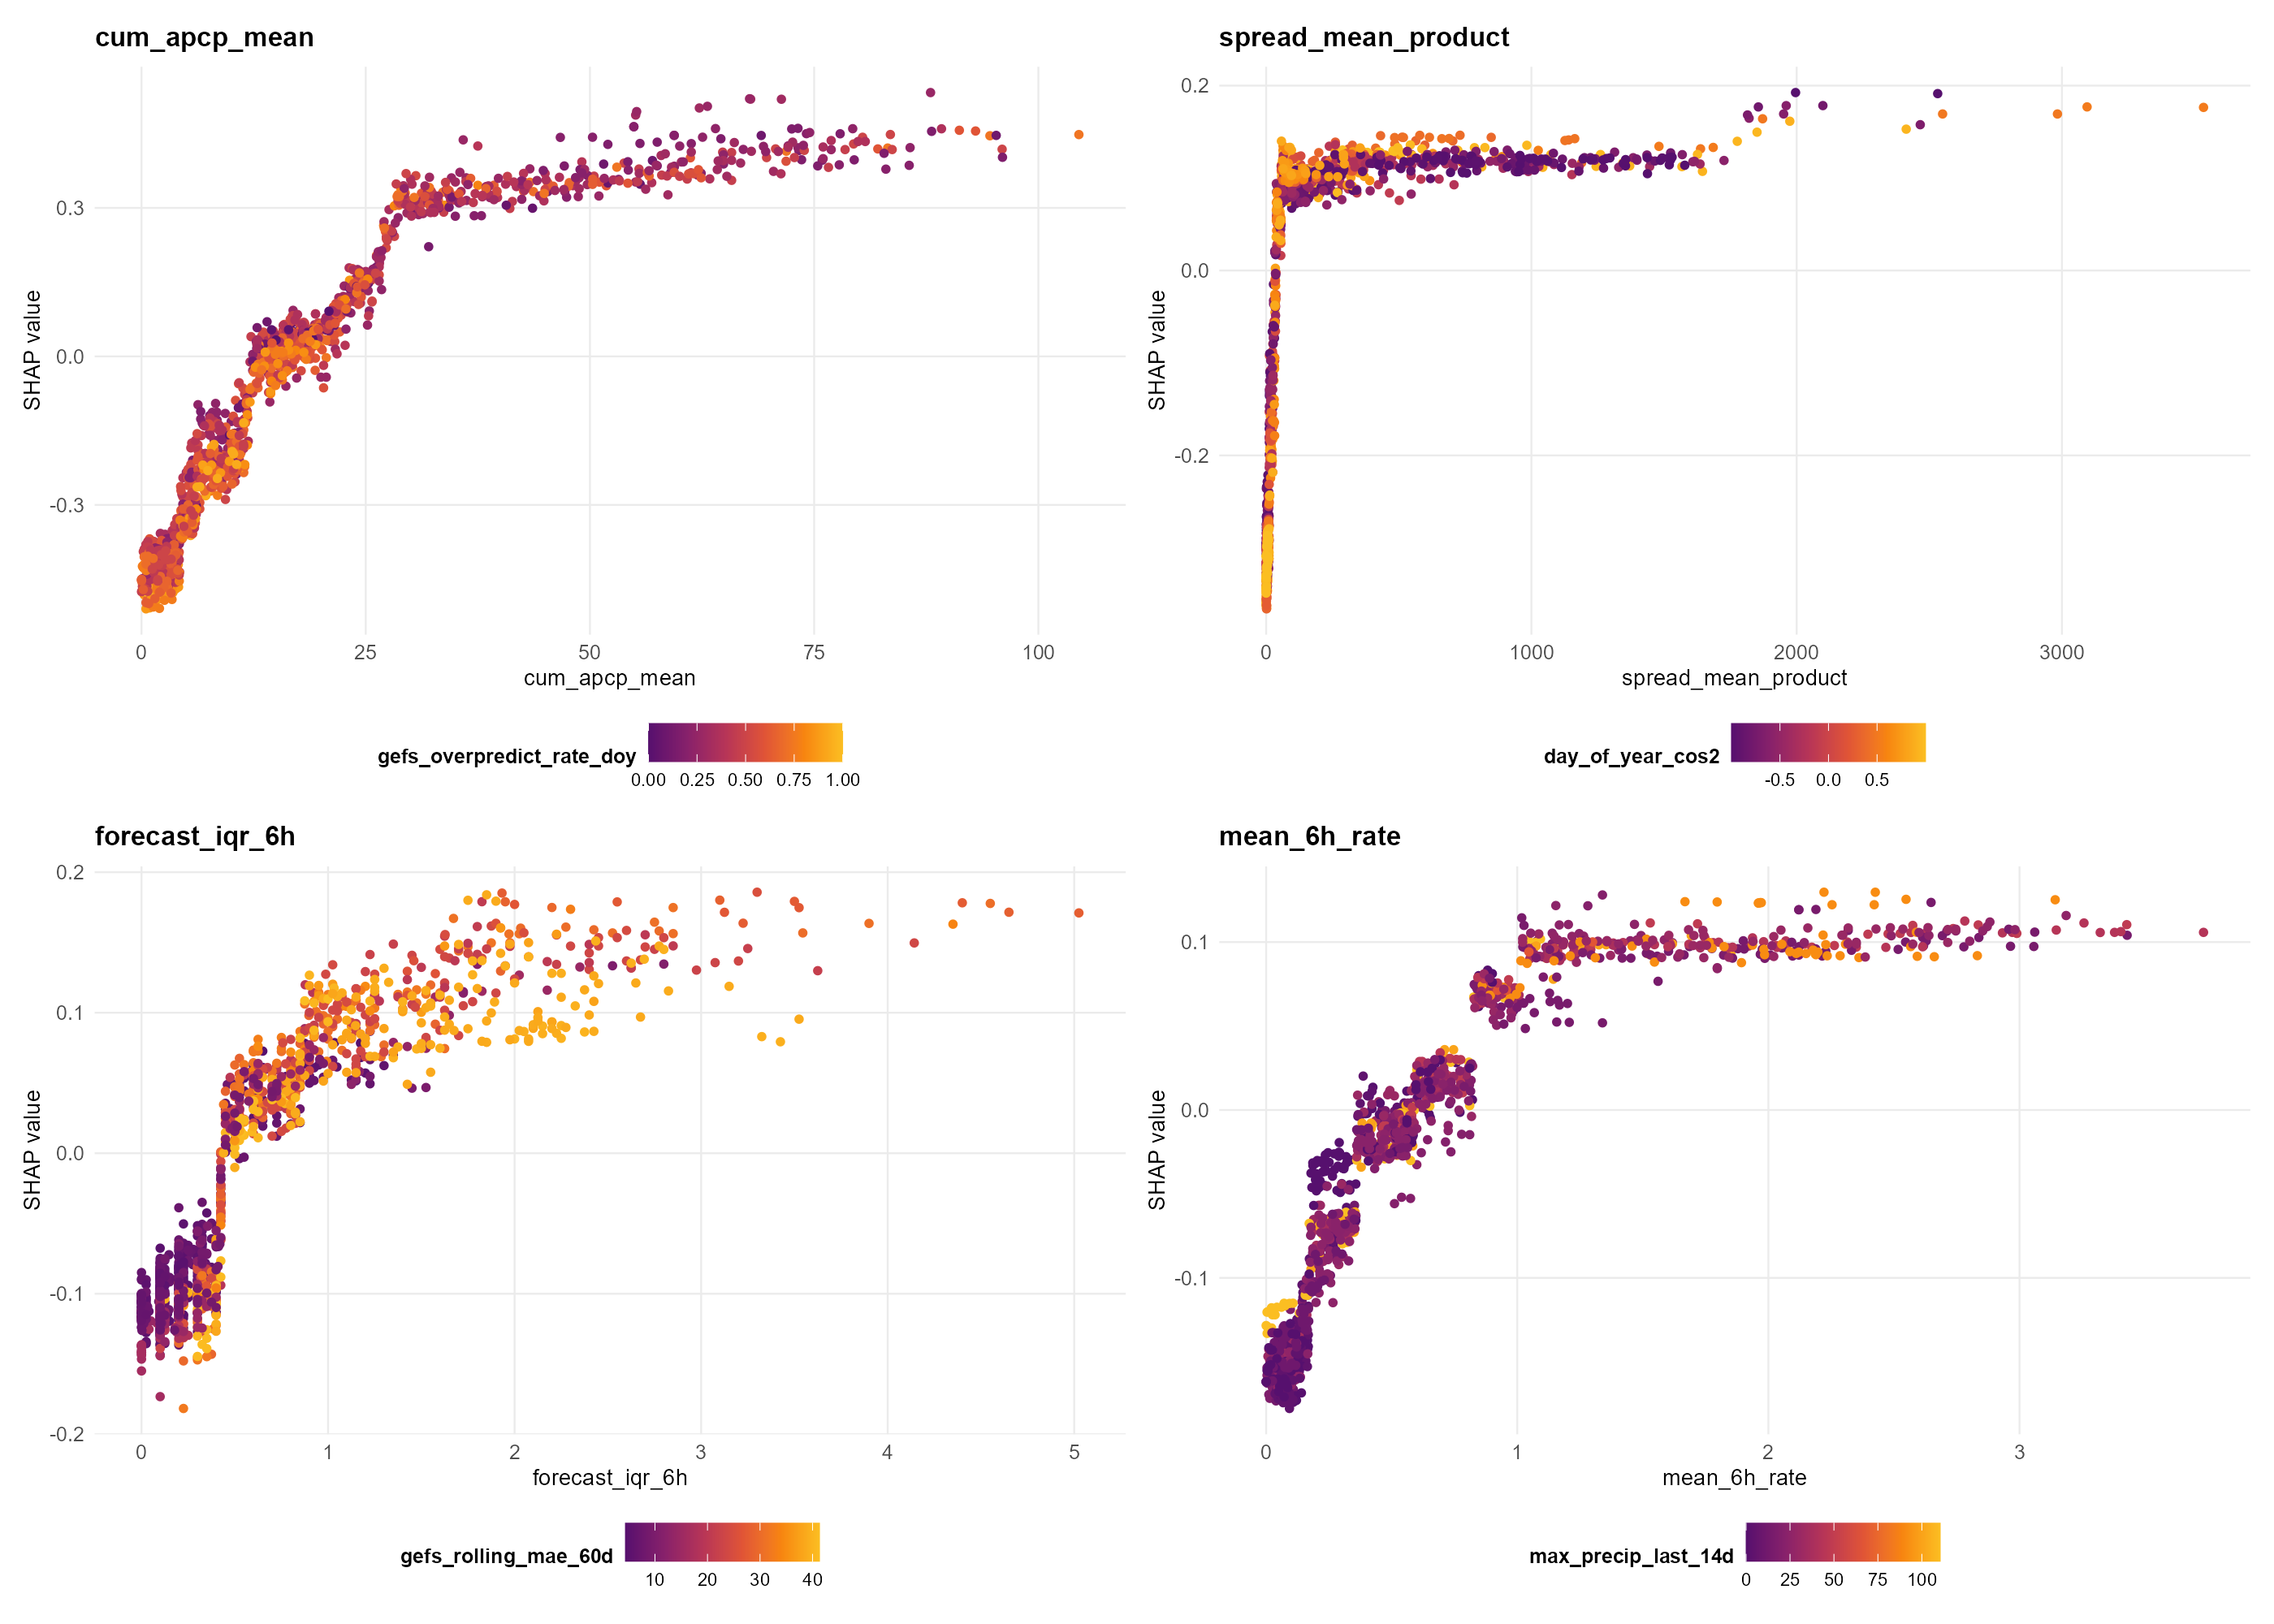 cum_apcp_mean
SHAP value
0.3
0.0
-0.3
0 25 50 75 100
cum_apcp_mean
gefs_overpredict_rate_doy
0.00 0.25 0.50 0.75 1.00
spread_mean_product
SHAP value
0.2
0.0
-0.2
0 1000 2000 3000
spread_mean_product
day_of_year_cos2
-0.5 0.0 0.5
forecast_iqr_6h
SHAP value
0.2
0.1
0.0
-0.1
-0.2
0 1 2 3 4 5
forecast_iqr_6h
gefs_rolling_mae_60d
10 20 30 40
mean_6h_rate
SHAP value
0.1
0.0
-0.1
0 1 2 3
mean_6h_rate
max_precip_last_14d
0 25 50 75 100